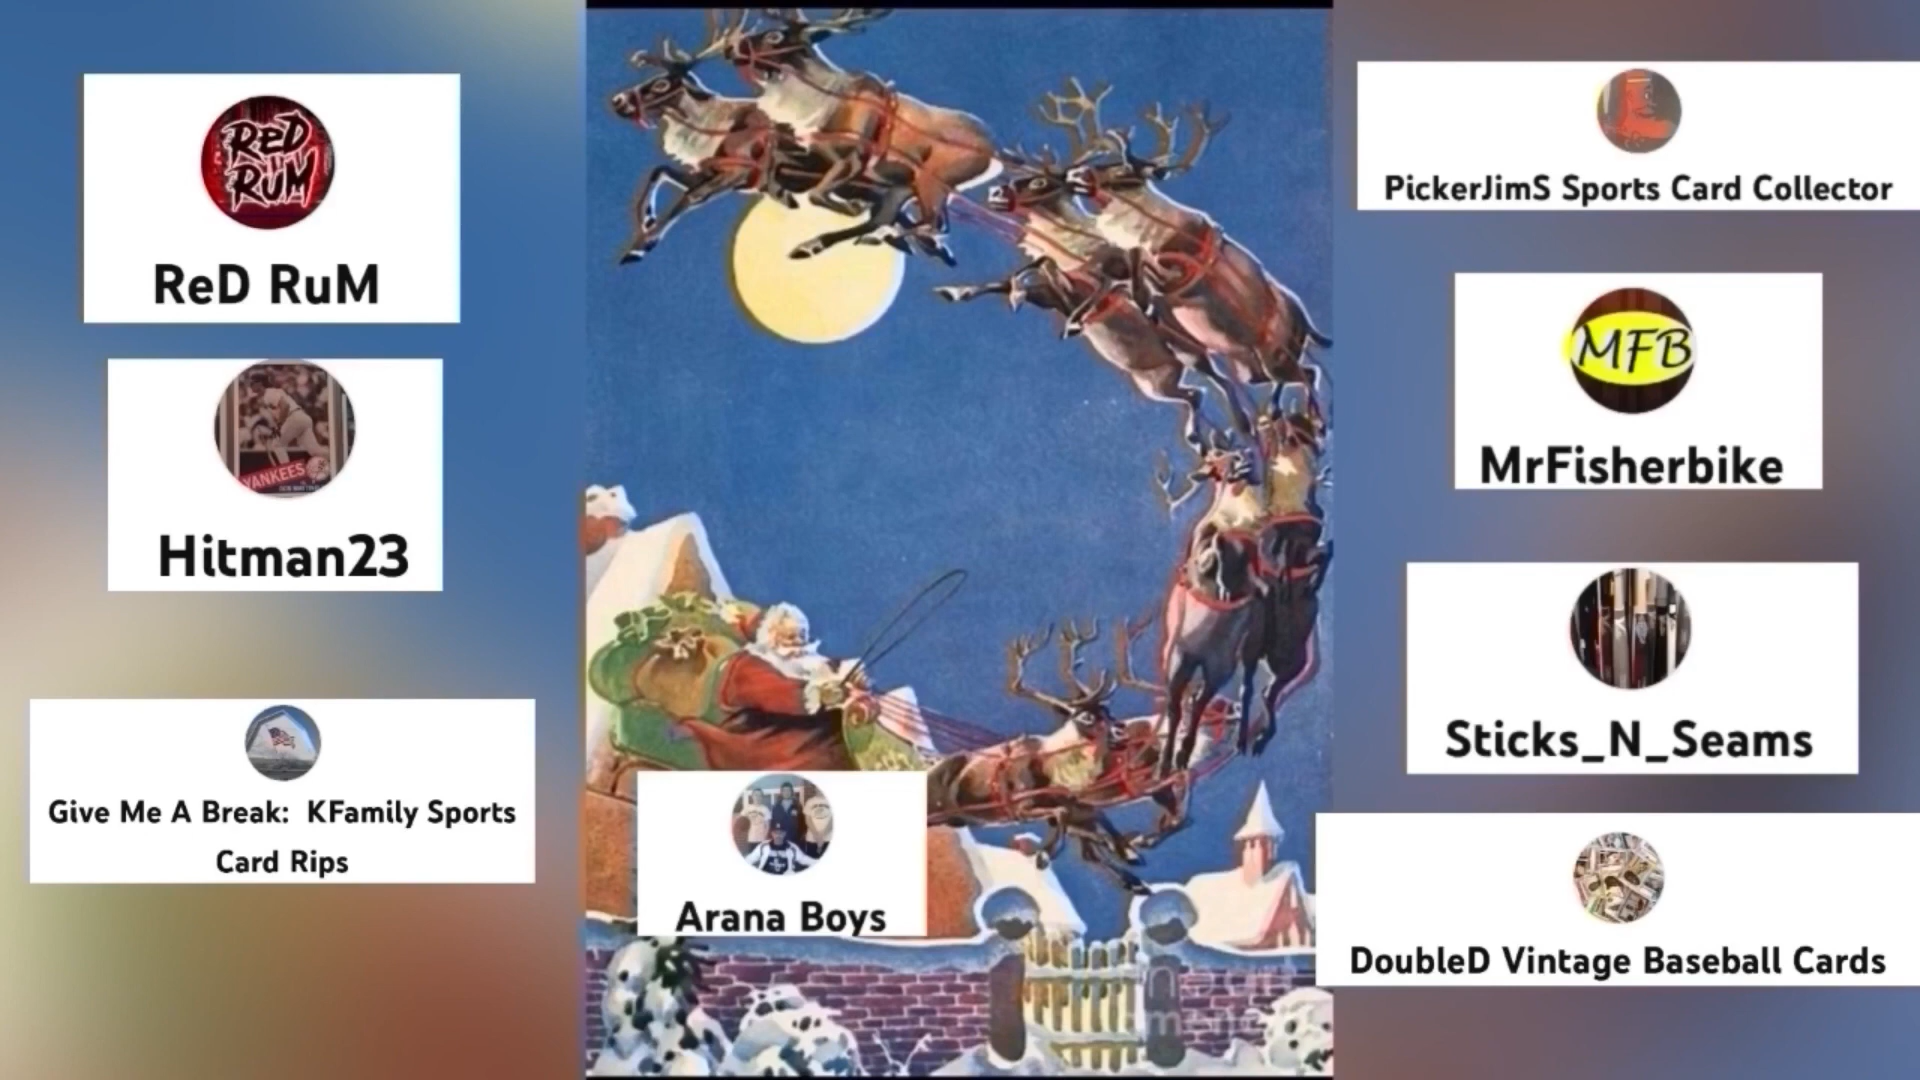 ReD
RuM
ReD RuM
YANKEES
Hitman23
Give Me A Break: KFamily Sports
Card Rips
Arana Boys
PickerJimS Sports Card Collector
MFB
MrFisherbike
Sticks_N_Seams
DoubleD Vintage Baseball Cards